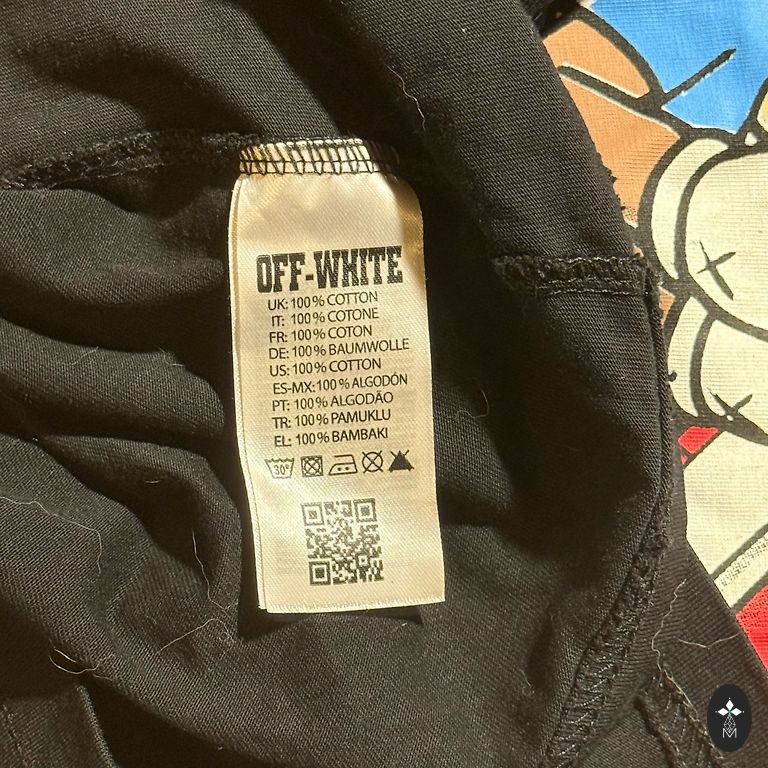 OFF-WHITE
UK: 100% COTTON
IT: 100% COTONE
FR: 100% COTON
DE: 100% BAUMWOLLE
US: 100% COTTON
ES-MX: 100% ALGODÓN
PT: 100% ALGODÃO
TR: 100% PAMUKLU
EL: 100% BAMBAKI
30°
M